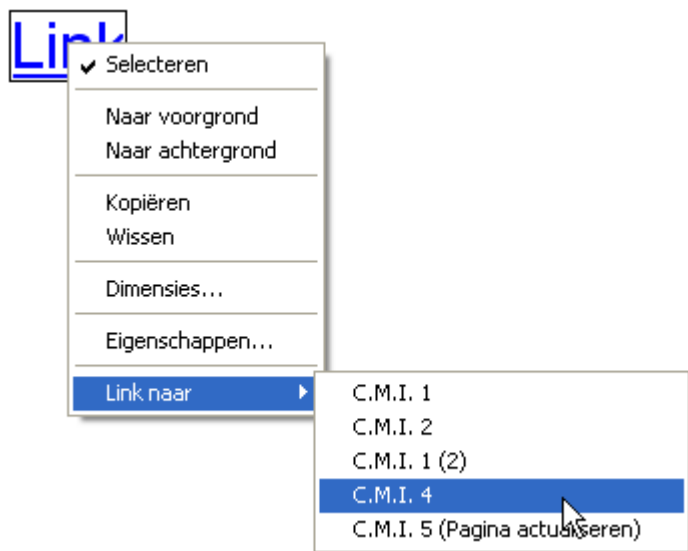 Link
Selecteren
Naar voorgrond
Naar achtergrond
Kopiëren
Wissen
Dimensies...
Eigenschappen...
Link naar
C.M.I. 1
C.M.I. 2
C.M.I. 1 (2)
C.M.I. 4
C.M.I. 5 (Pagina actualiseren)